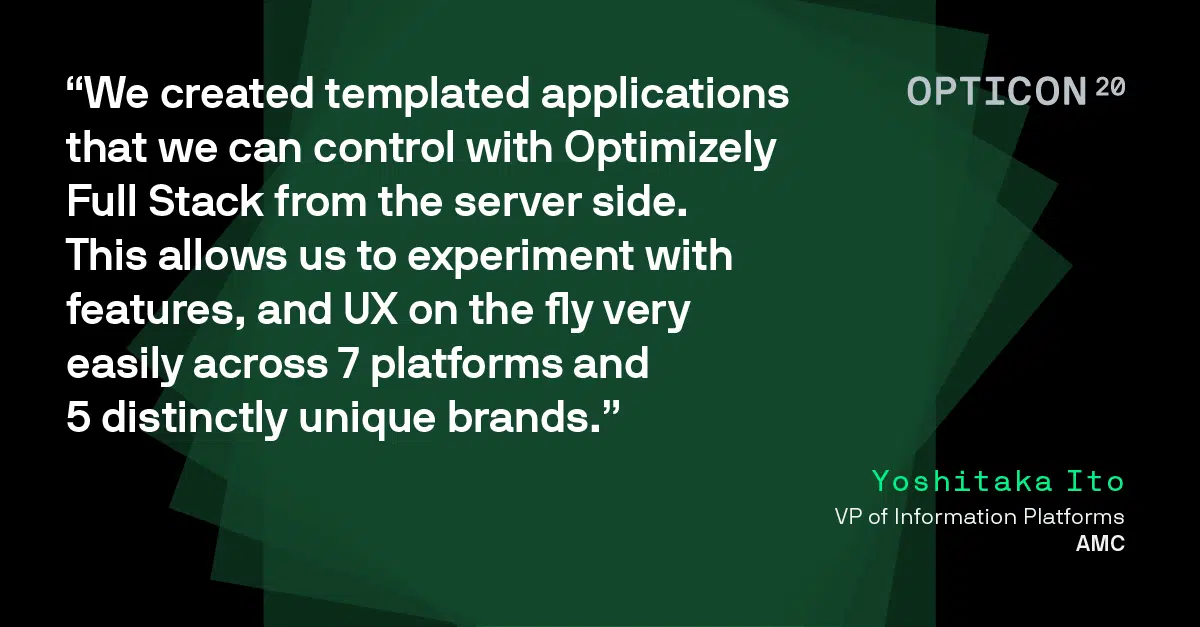 “We created templated applications
that we can control with Optimizely
Full Stack from the server side.
This allows us to experiment with
features, and UX on the fly very
easily across 7 platforms and
5 distinctly unique brands.”
OPTICON 20
Yoshitaka Ito
VP of Information Platforms
AMC